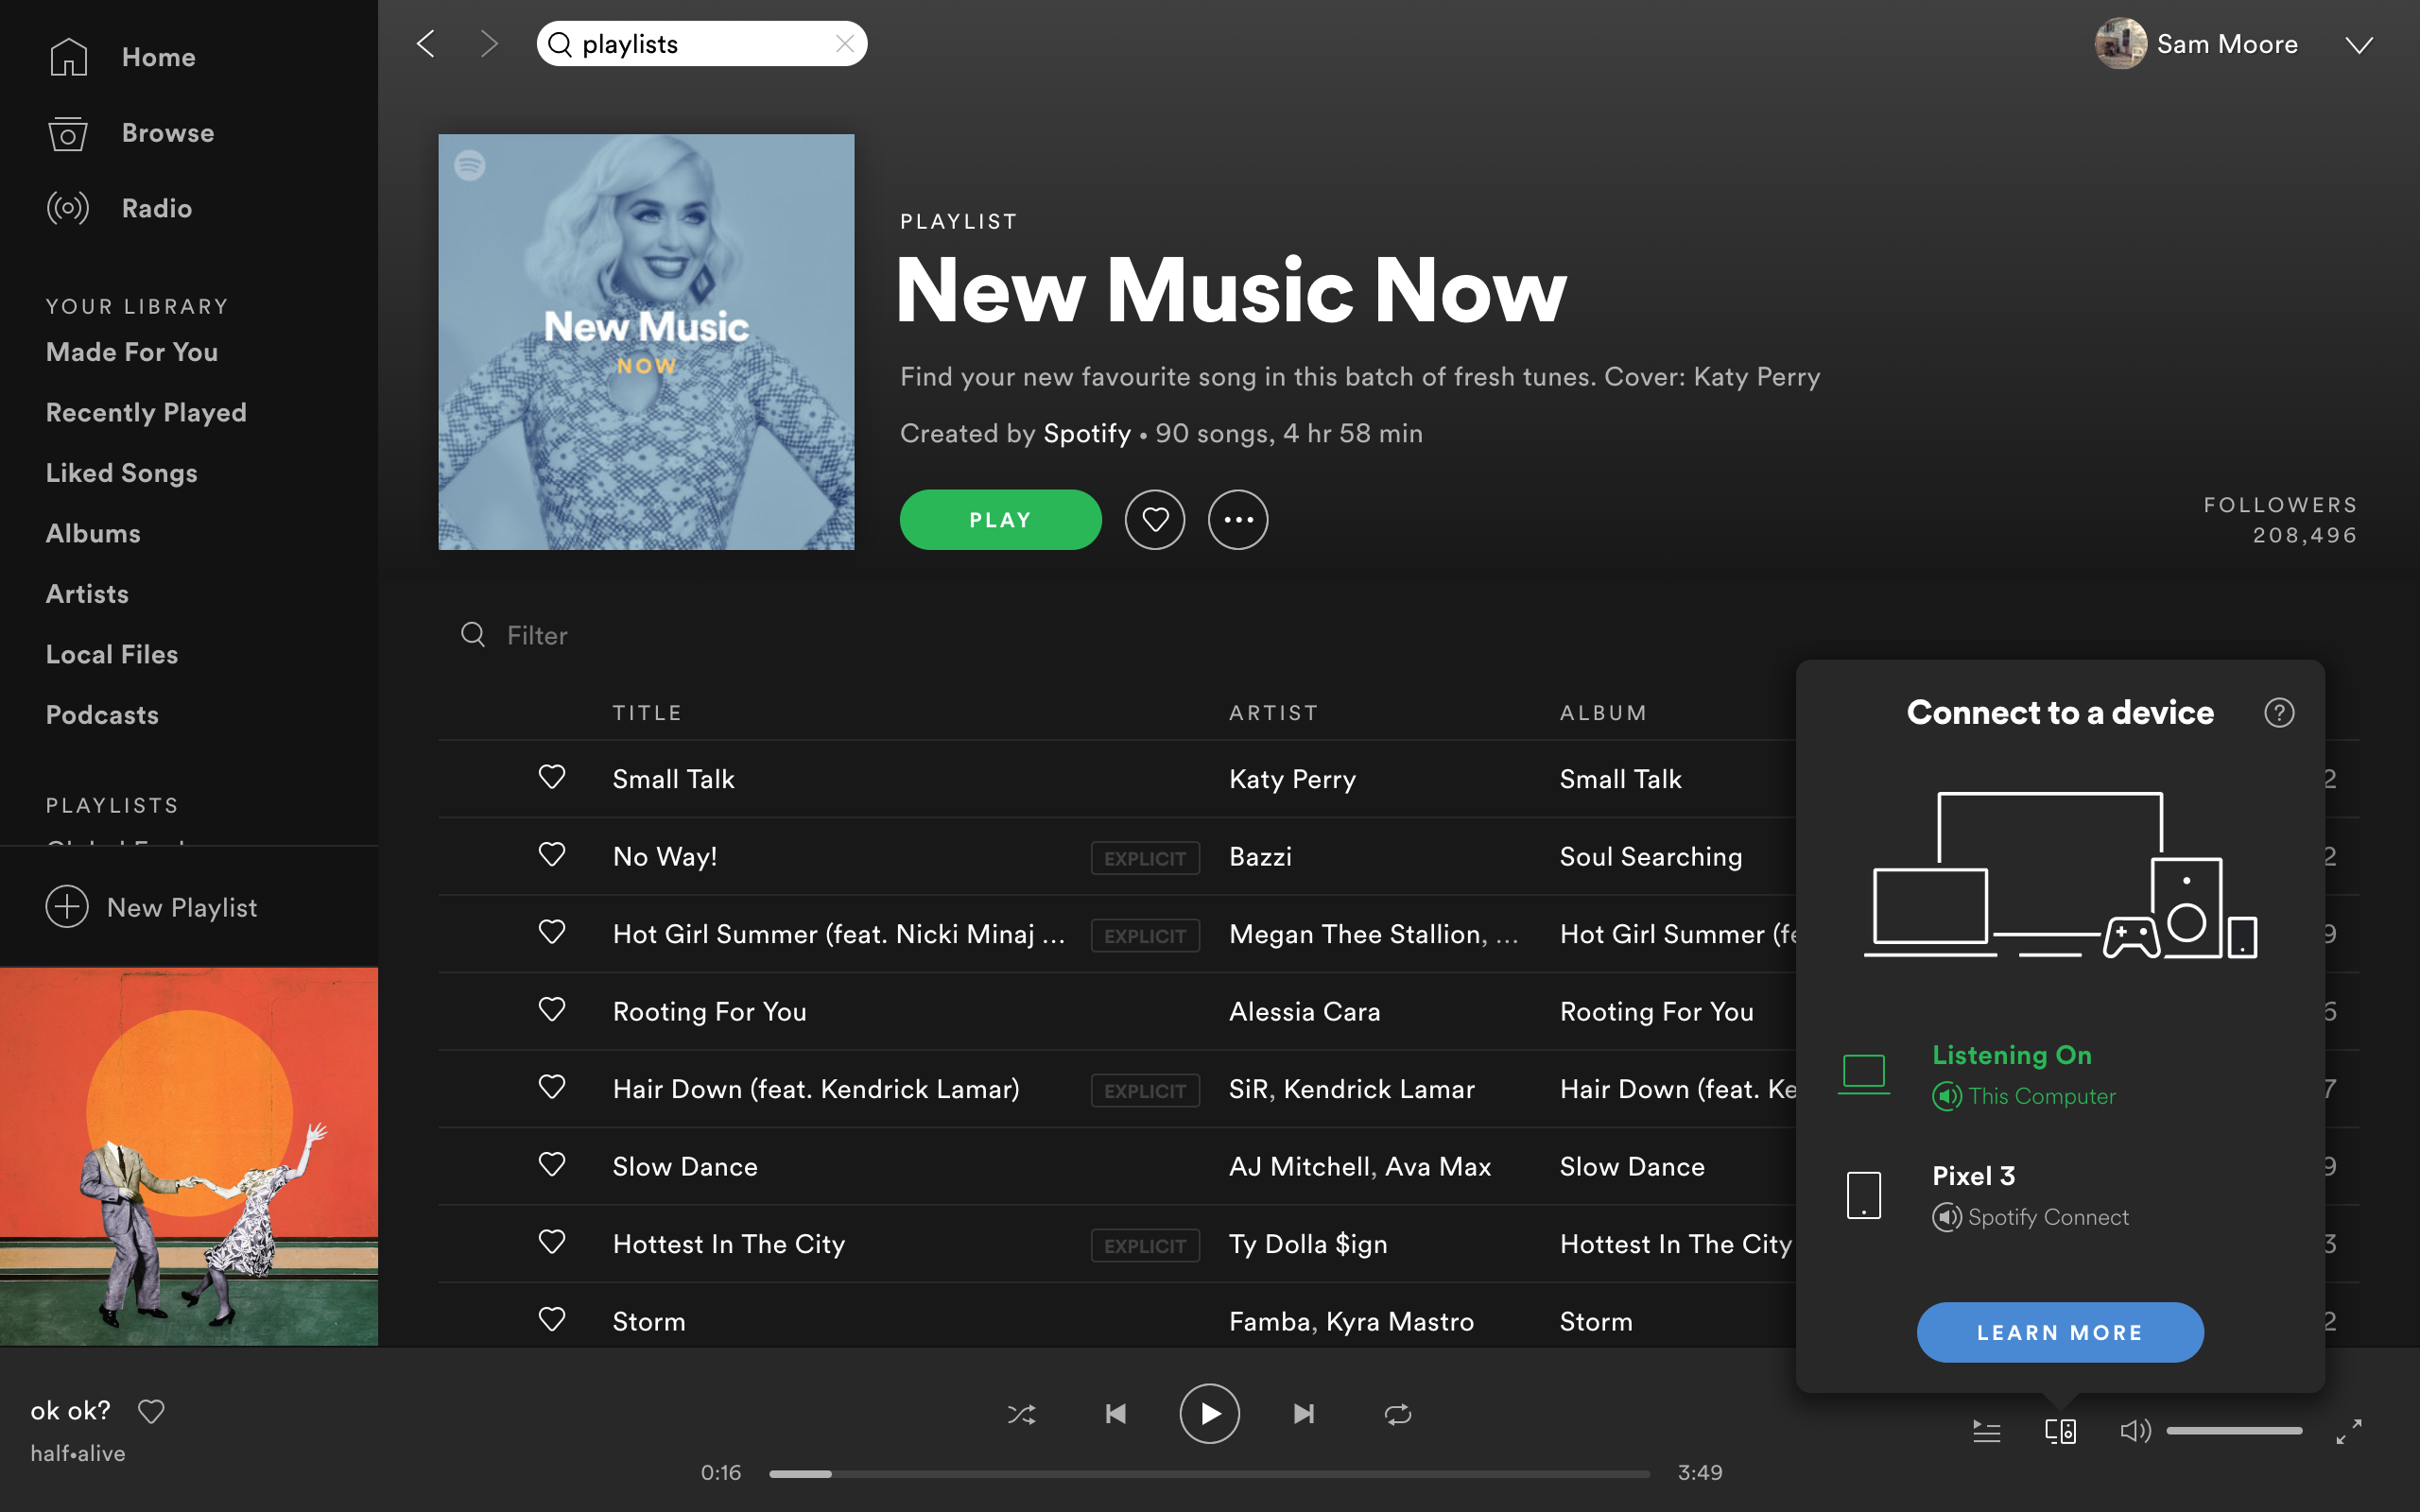 Home
Browse
Radio
YOUR LIBRARY
Made For You
Recently Played
Liked Songs
Albums
Artists
Local Files
Podcasts
PLAYLISTS
New Playlist
ok ok?
half•alive
playlists
Sam Moore
New Music
NOW
PLAYLIST
New Music Now
Find your new favourite song in this batch of fresh tunes. Cover: Katy Perry
Created by Spotify • 90 songs, 4 hr 58 min
PLAY
FOLLOWERS
208,496
Filter
TITLE ARTIST ALBUM
Small Talk Katy Perry Small Talk 2
No Way! EXPLICIT Bazzi Soul Searching 2
Hot Girl Summer (feat. Nicki Minaj ... EXPLICIT Megan Thee Stallion, ... Hot Girl Summer (fe 9
Rooting For You Alessia Cara Rooting For You 6
Hair Down (feat. Kendrick Lamar) EXPLICIT SiR, Kendrick Lamar Hair Down (feat. Ke 7
Slow Dance AJ Mitchell, Ava Max Slow Dance 9
Hottest In The City EXPLICIT Ty Dolla $ign Hottest In The City 3
Storm Famba, Kyra Mastro Storm 2
Connect to a device ?
Listening On
This Computer
Pixel 3
Spotify Connect
LEARN MORE
0:16 3:49